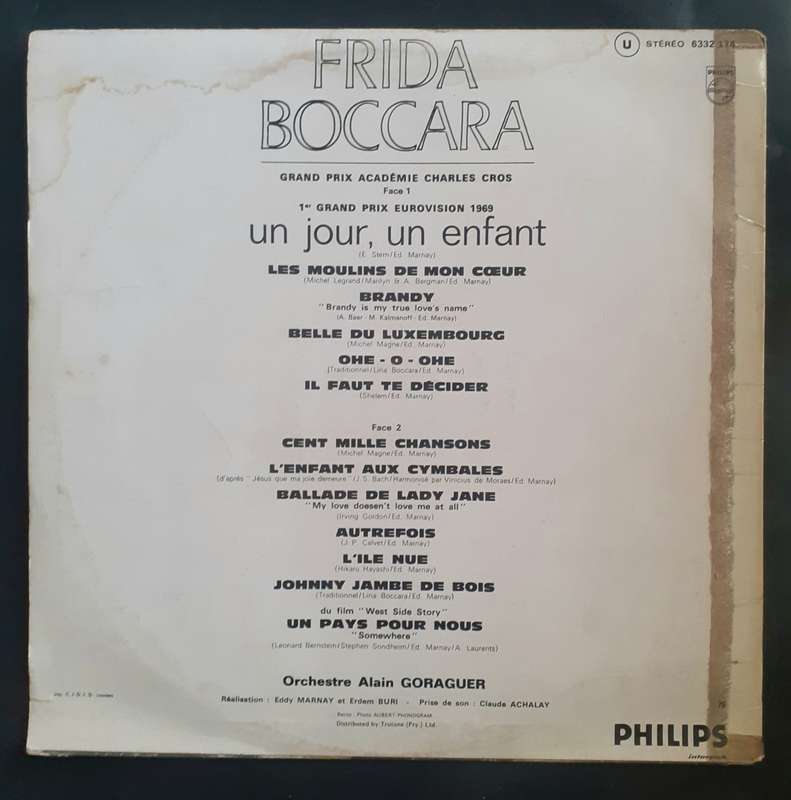 U STÉRÉO 6332 174
PHILIPS
FRIDA
BOCCARA
GRAND PRIX ACADÉMIE CHARLES CROS
Face 1
1er GRAND PRIX EUROVISION 1969
un jour, un enfant
(E. Stern/Ed. Marnay)
LES MOULINS DE MON CŒUR
(Michel Legrand/Marilyn & A. Bergman/Ed. Marnay)
BRANDY
"Brandy is my true love's name"
(A. Baer - M. Kalmanoff - Ed. Marnay)
BELLE DU LUXEMBOURG
(Michel Magne/Ed. Marnay)
OHE - O - OHE
(Traditionnel/Lina Boccara/Ed. Marnay)
IL FAUT TE DÉCIDER
(Shelem/Ed. Marnay)
Face 2
CENT MILLE CHANSONS
(Michel Magne/Ed. Marnay)
L'ENFANT AUX CYMBALES
(d'après "Jésus que ma joie demeure"/J. S. Bach/Harmonisé par Vinicius de Moraes/Ed. Marnay)
BALLADE DE LADY JANE
"My love doesen't love me at all"
(Irving Gordon/Ed. Marnay)
AUTREFOIS
(J. P. Calvet/Ed. Marnay)
L'ILE NUE
(Hikaru Hayashi/Ed. Marnay)
JOHNNY JAMBE DE BOIS
(Traditionnel/Lina Boccara/Ed. Marnay)
du film "West Side Story"
UN PAYS POUR NOUS
"Somewhere"
(Leonard Bernstein/Stephen Sondheim/Ed. Marnay/A. Laurents)
Orchestre Alain GORAGUER
Réalisation : Eddy MARNAY et Erdem BURI - Prise de son : Claude ACHALAY
Recto : Photo AUBERT-PHONOGRAM
Distributed by Trutone (Pty.) Ltd.
PHILIPS